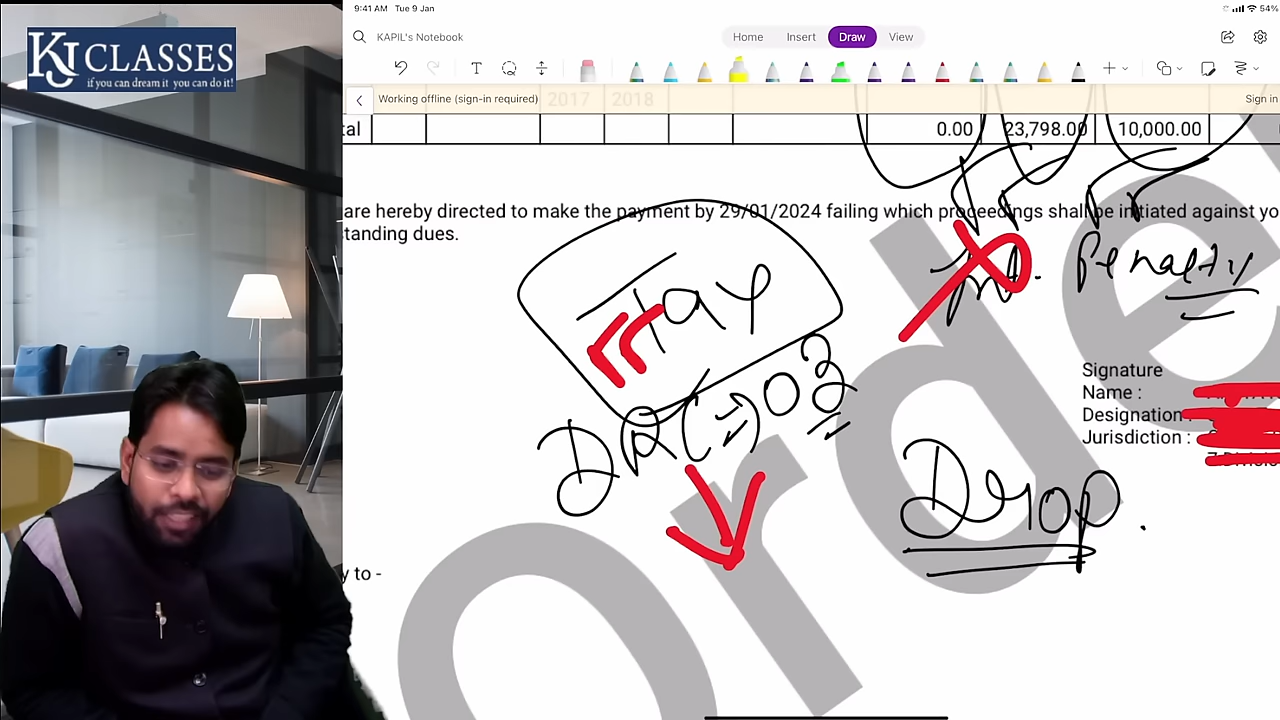 KJ CLASSES
if you can dream it you can do it!
9:41 AM Tue 9 Jan
54%
KAPIL's Notebook
Home Insert Draw View
Working offline (sign-in required)
Sign in
2017 2018
tal 0.00 23,798.00 10,000.00
are hereby directed to make the payment by 29/01/2024 failing which proceedings shall be initiated against yo
tanding dues.
Penalty
Tax
DRC-03
Signature
Name :
Designation :
Jurisdiction :
Drop.
y to -
Order